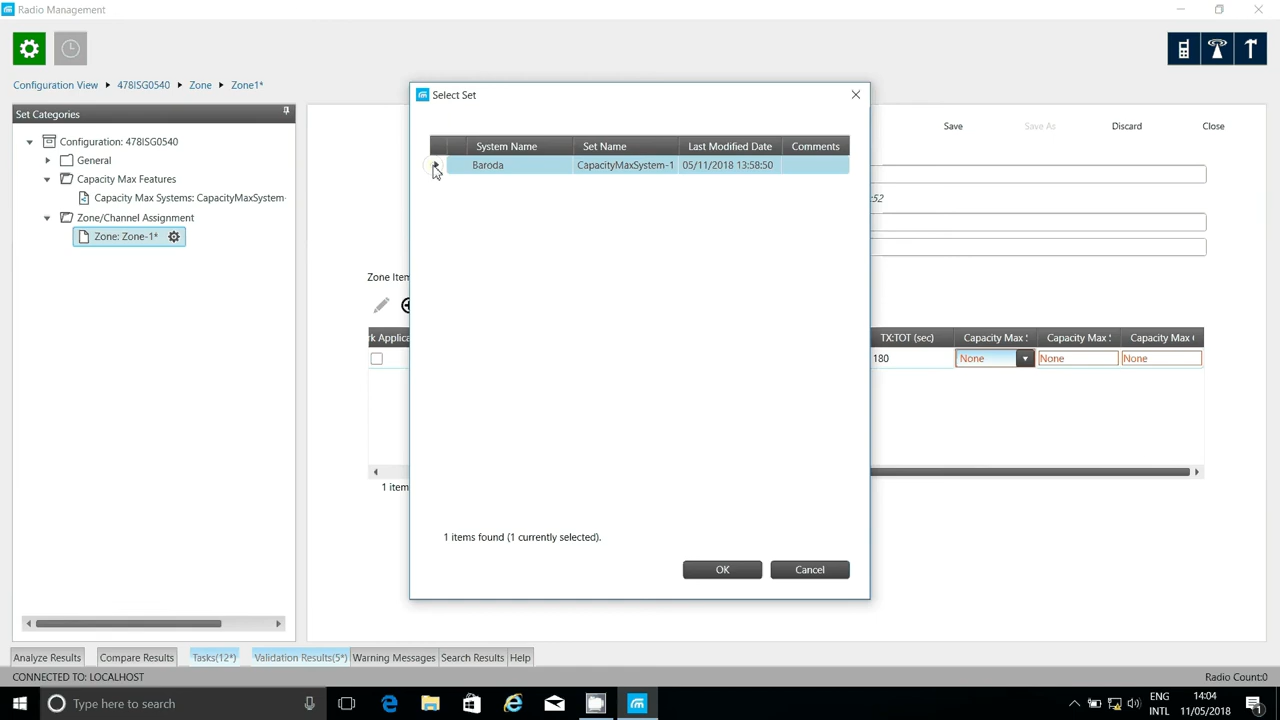 Radio Management
Configuration View 478ISG0540 Zone Zone1*
Set Categories
Configuration: 478ISG0540
General
Capacity Max Features
Capacity Max Systems: CapacityMaxSystem-
Zone/Channel Assignment
Zone: Zone-1*
Save Save As Discard Close
:52
Zone Item
rk Applica TX:TOT (sec) Capacity Max Capacity Max Capacity Max
180 None None None
1 item
Select Set
System Name Set Name Last Modified Date Comments
Baroda CapacityMaxSystem-1 05/11/2018 13:58:50
1 items found (1 currently selected).
OK Cancel
Analyze Results Compare Results Tasks(12*) Validation Results(5*) Warning Messages Search Results Help
CONNECTED TO: LOCALHOST Radio Count:0
Type here to search
ENG
INTL
14:04
11/05/2018
1